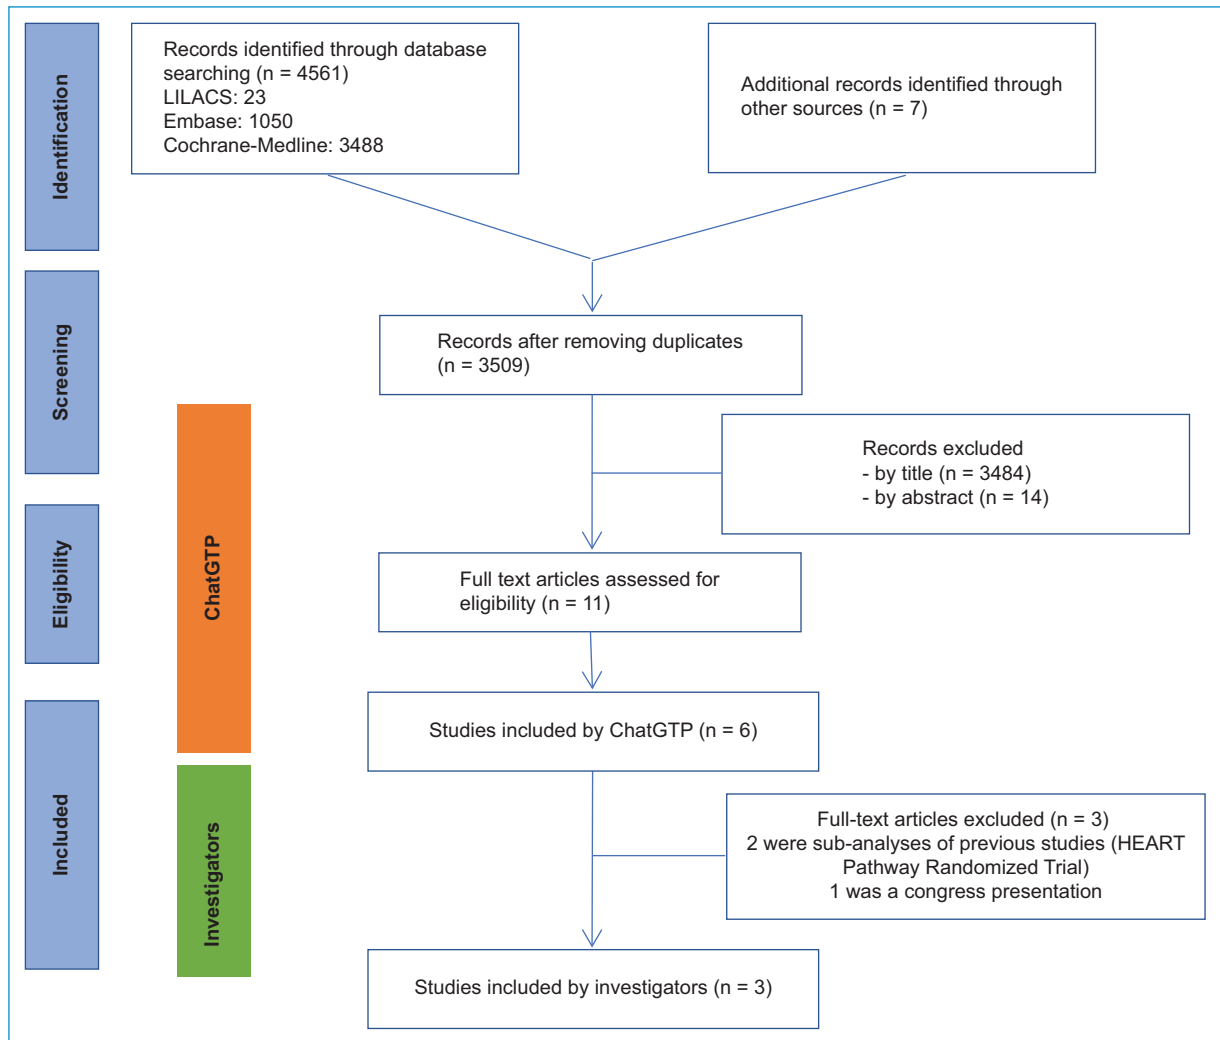 Identification
Records identified through database
searching (n = 4561)
LILACS: 23
Embase: 1050
Cochrane-Medline: 3488
Additional records identified through
other sources (n = 7)
Screening
Records after removing duplicates
(n = 3509)
Records excluded
- by title (n = 3484)
- by abstract (n = 14)
Eligibility
ChatGTP
Full text articles assessed for
eligibility (n = 11)
Studies included by ChatGTP (n = 6)
Included
Investigators
Full-text articles excluded (n = 3)
2 were sub-analyses of previous studies (HEART
Pathway Randomized Trial)
1 was a congress presentation
Studies included by investigators (n = 3)